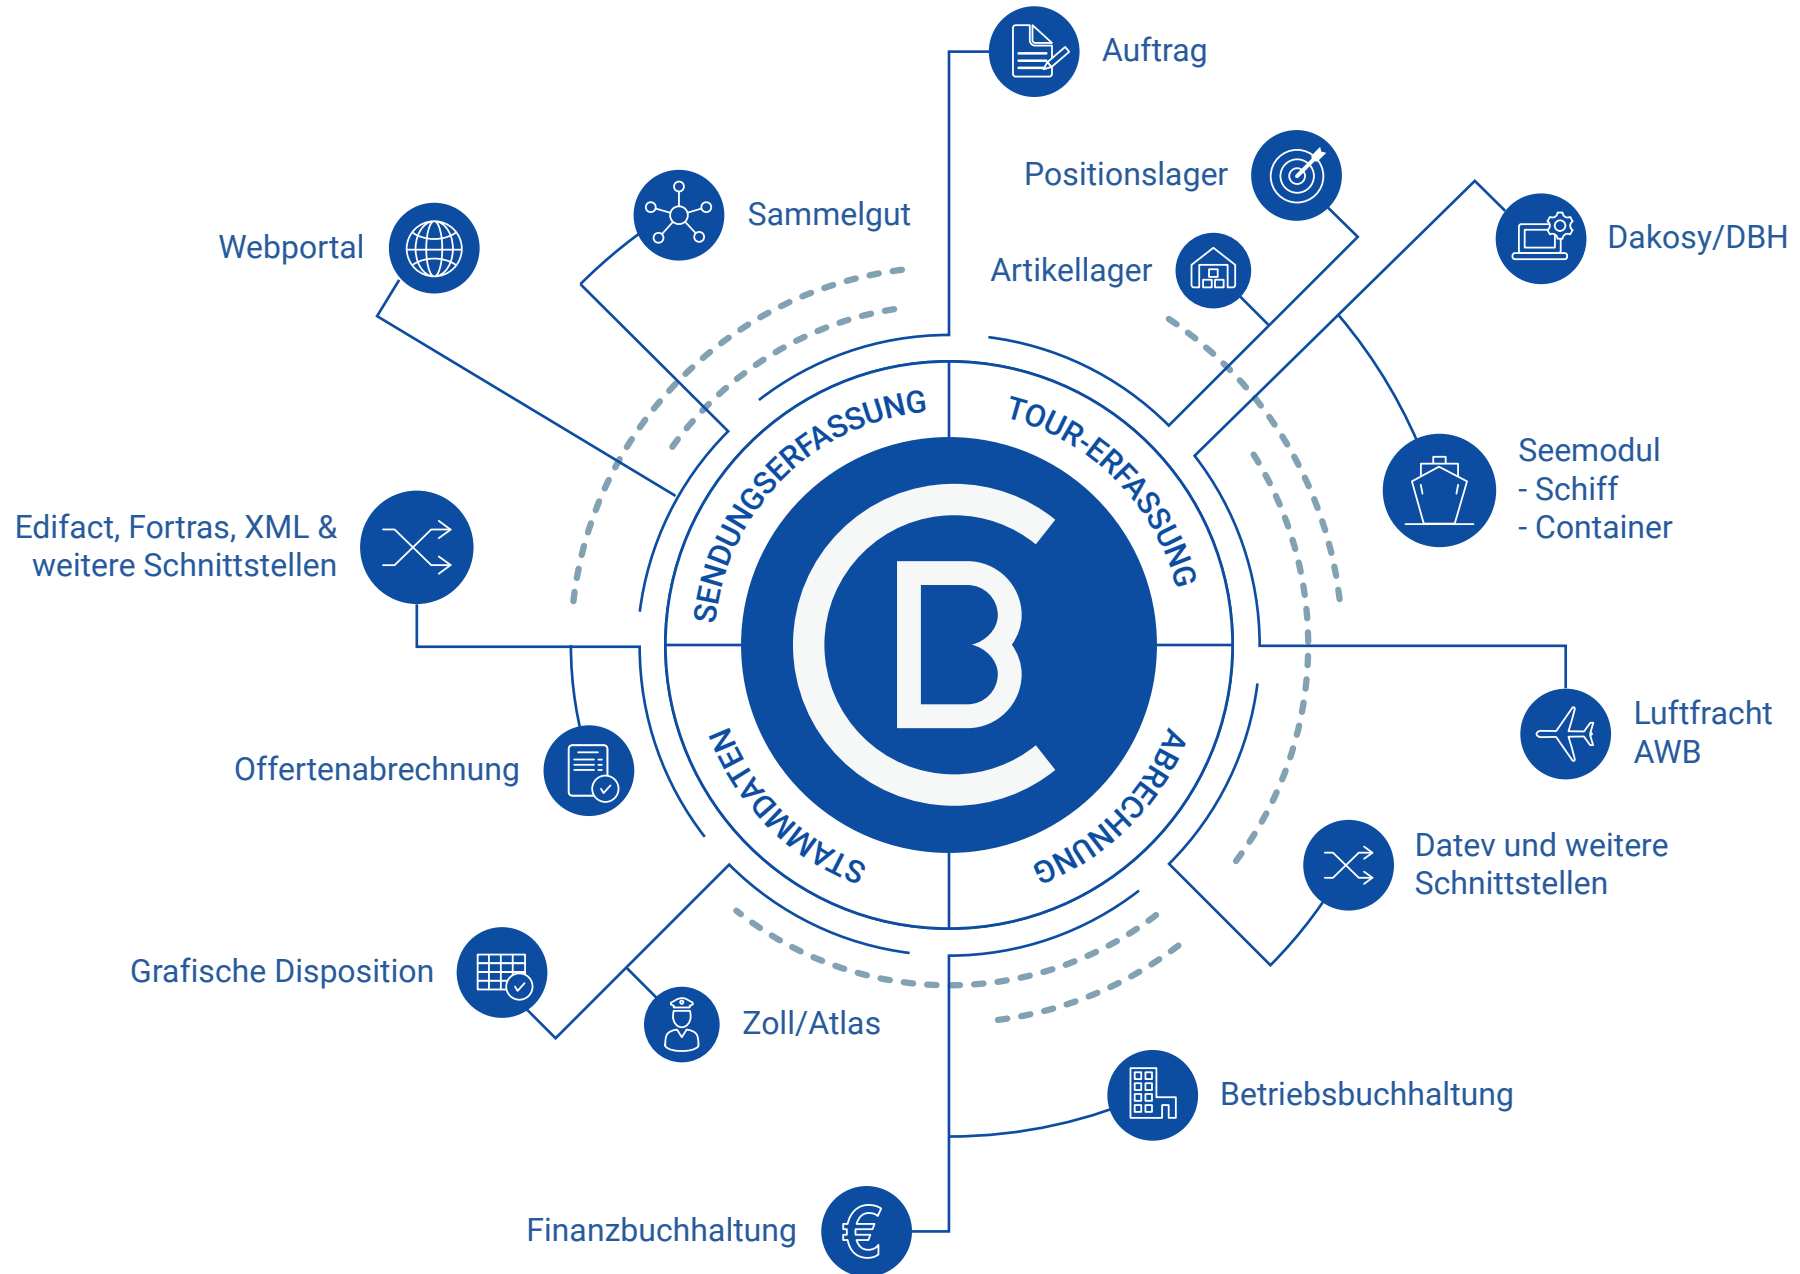 Auftrag
Positionslager
Sammelgut
Dakosy/DBH
Webportal
Artikellager
SENDUNGSERFASSUNG
TOUR-ERFASSUNG
Seemodul
- Schiff
- Container
Edifact, Fortras, XML &
weitere Schnittstellen
CB
Luftfracht
AWB
Offertenabrechnung
STAMMDATEN
ABRECHNUNG
Datev und weitere
Schnittstellen
Grafische Disposition
Zoll/Atlas
Betriebsbuchhaltung
Finanzbuchhaltung
€